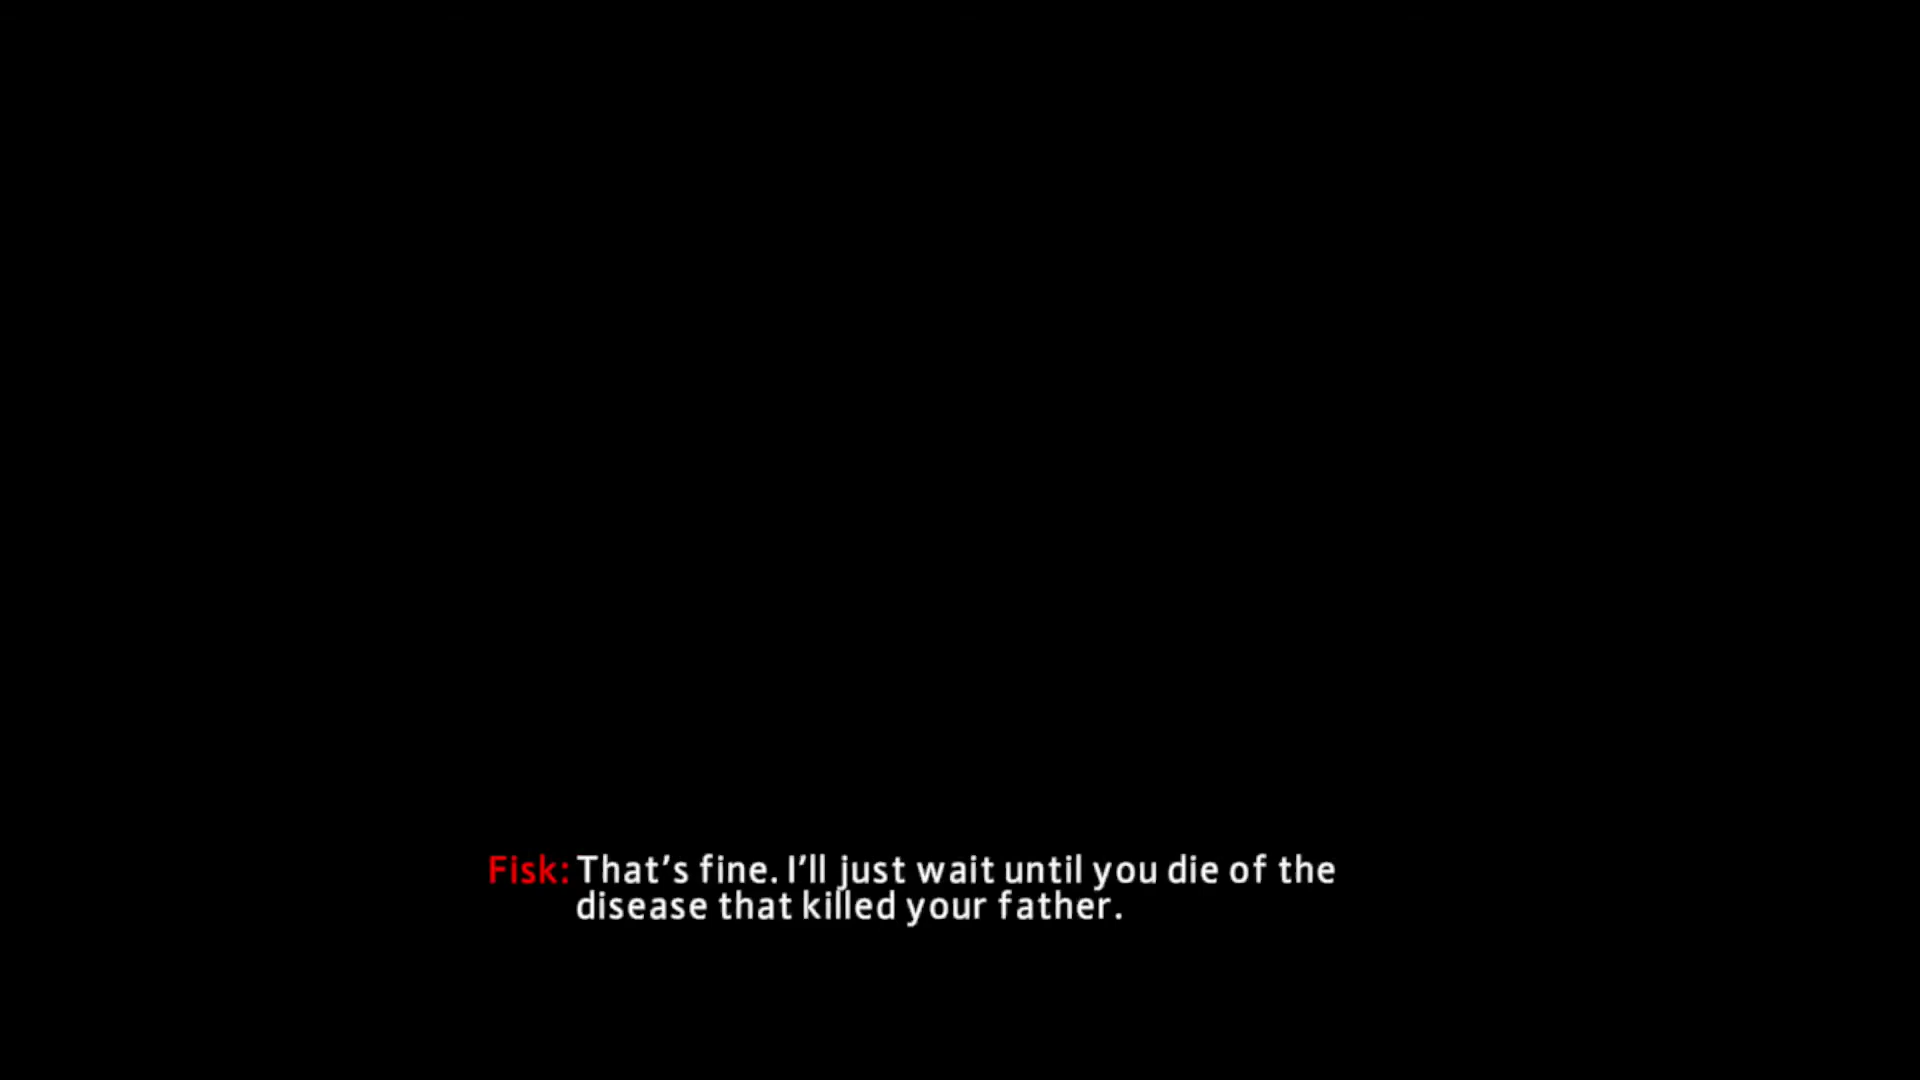 Fisk: That’s fine. I’ll just wait until you die of the
disease that killed your father.